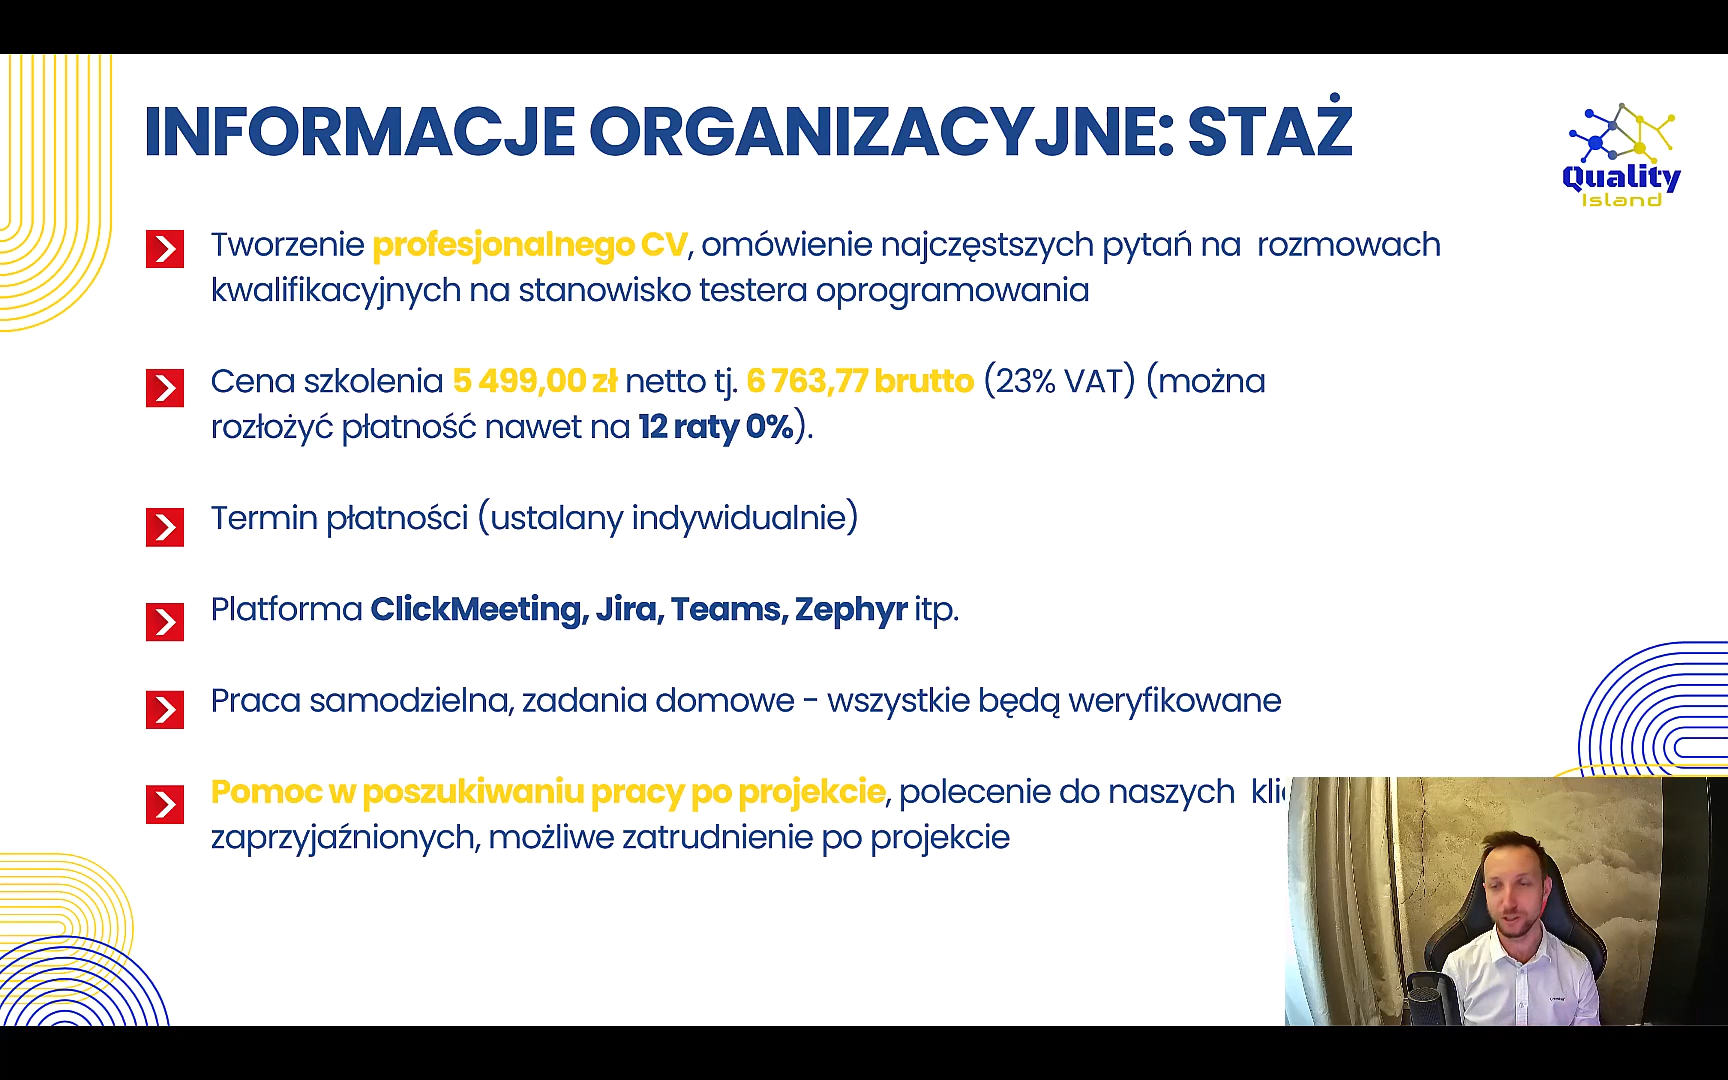 INFORMACJE ORGANIZACYJNE: STAŻ
Quality
Island
Tworzenie profesjonalnego CV, omówienie najczęstszych pytań na rozmowach
kwalifikacyjnych na stanowisko testera oprogramowania
Cena szkolenia 5 499,00 zł netto tj. 6 763,77 brutto (23% VAT) (można
rozłożyć płatność nawet na 12 raty 0%).
Termin płatności (ustalany indywidualnie)
Platforma ClickMeeting, Jira, Teams, Zephyr itp.
Praca samodzielna, zadania domowe - wszystkie będą weryfikowane
Pomoc w poszukiwaniu pracy po projekcie, polecenie do naszych
zaprzyjaźnionych, możliwe zatrudnienie po projekcie